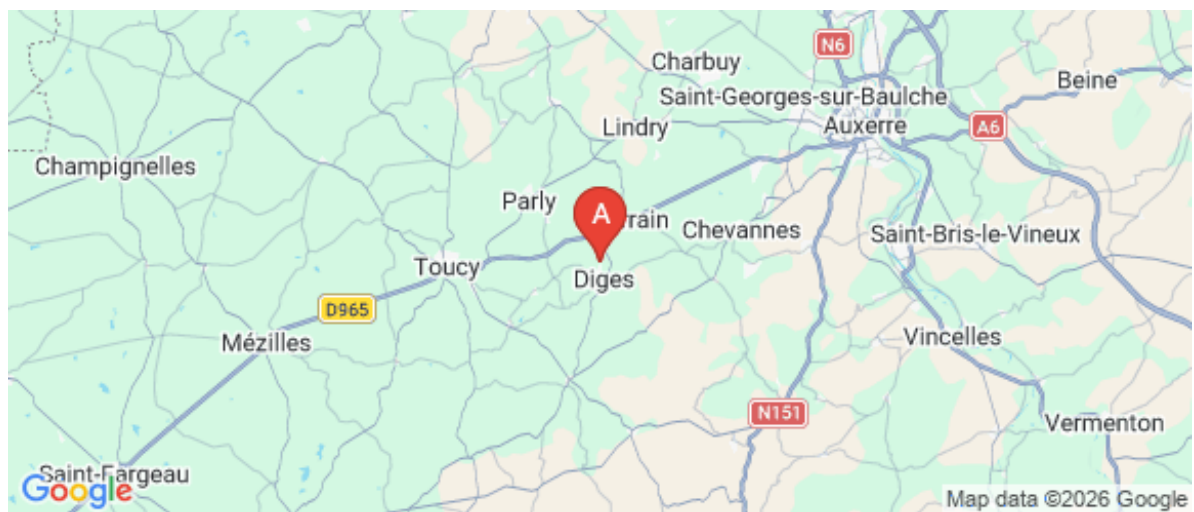 N6
Charbuy
Beine
Saint-Georges-sur-Baulche
Lindry
Auxerre
A6
Champignelles
Parly
A
rrain
Chevannes
Saint-Bris-le-Vineux
Toucy
Diges
D965
Mézilles
Vincelles
N151
Vermenton
Saint-Fargeau
Google
Map data ©2026 Google